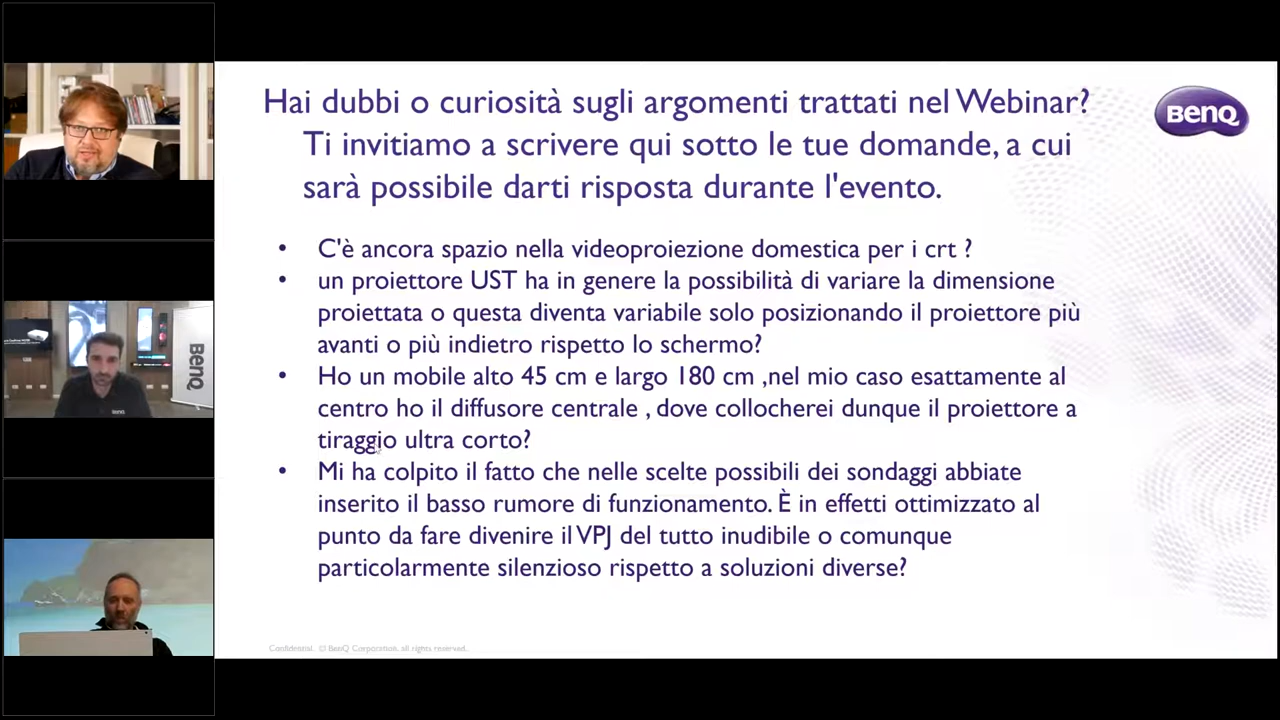 Hai dubbi o curiosità sugli argomenti trattati nel Webinar?
Ti invitiamo a scrivere qui sotto le tue domande, a cui
sarà possibile darti risposta durante l'evento.
BenQ
• C'è ancora spazio nella videoproiezione domestica per i crt ?
• un proiettore UST ha in genere la possibilità di variare la dimensione
proiettata o questa diventa variabile solo posizionando il proiettore più
avanti o più indietro rispetto lo schermo?
• Ho un mobile alto 45 cm e largo 180 cm ,nel mio caso esattamente al
centro ho il diffusore centrale , dove collocherei dunque il proiettore a
tiraggio ultra corto?
• Mi ha colpito il fatto che nelle scelte possibili dei sondaggi abbiate
inserito il basso rumore di funzionamento. È in effetti ottimizzato al
punto da fare divenire il VPJ del tutto inudibile o comunque
particolarmente silenzioso rispetto a soluzioni diverse?
Confidential. © BenQ Corporation. all rights reserved.
BenQ